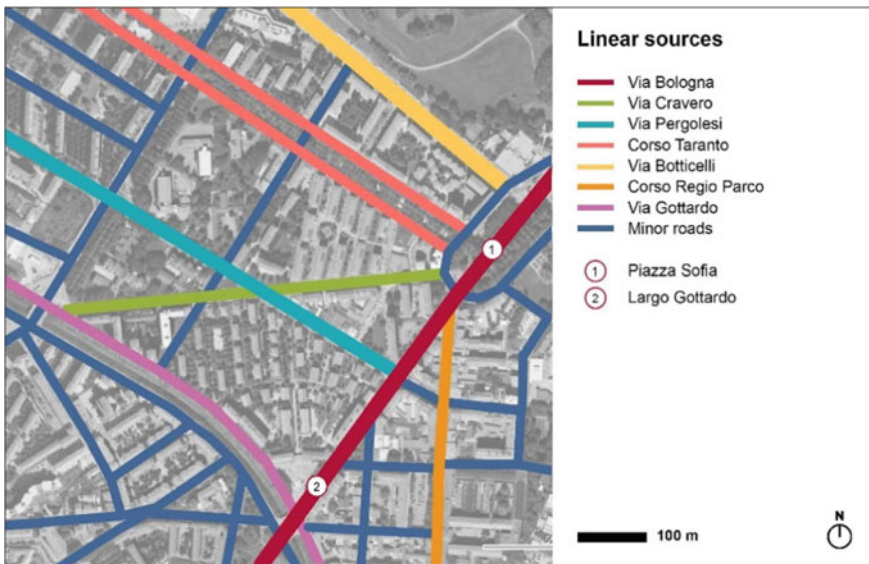 Linear sources
Via Bologna
Via Cravero
Via Pergolesi
Corso Taranto
Via Botticelli
Corso Regio Parco
Via Gottardo
Minor roads
1 Piazza Sofia
2 Largo Gottardo
1
2
100 m
N